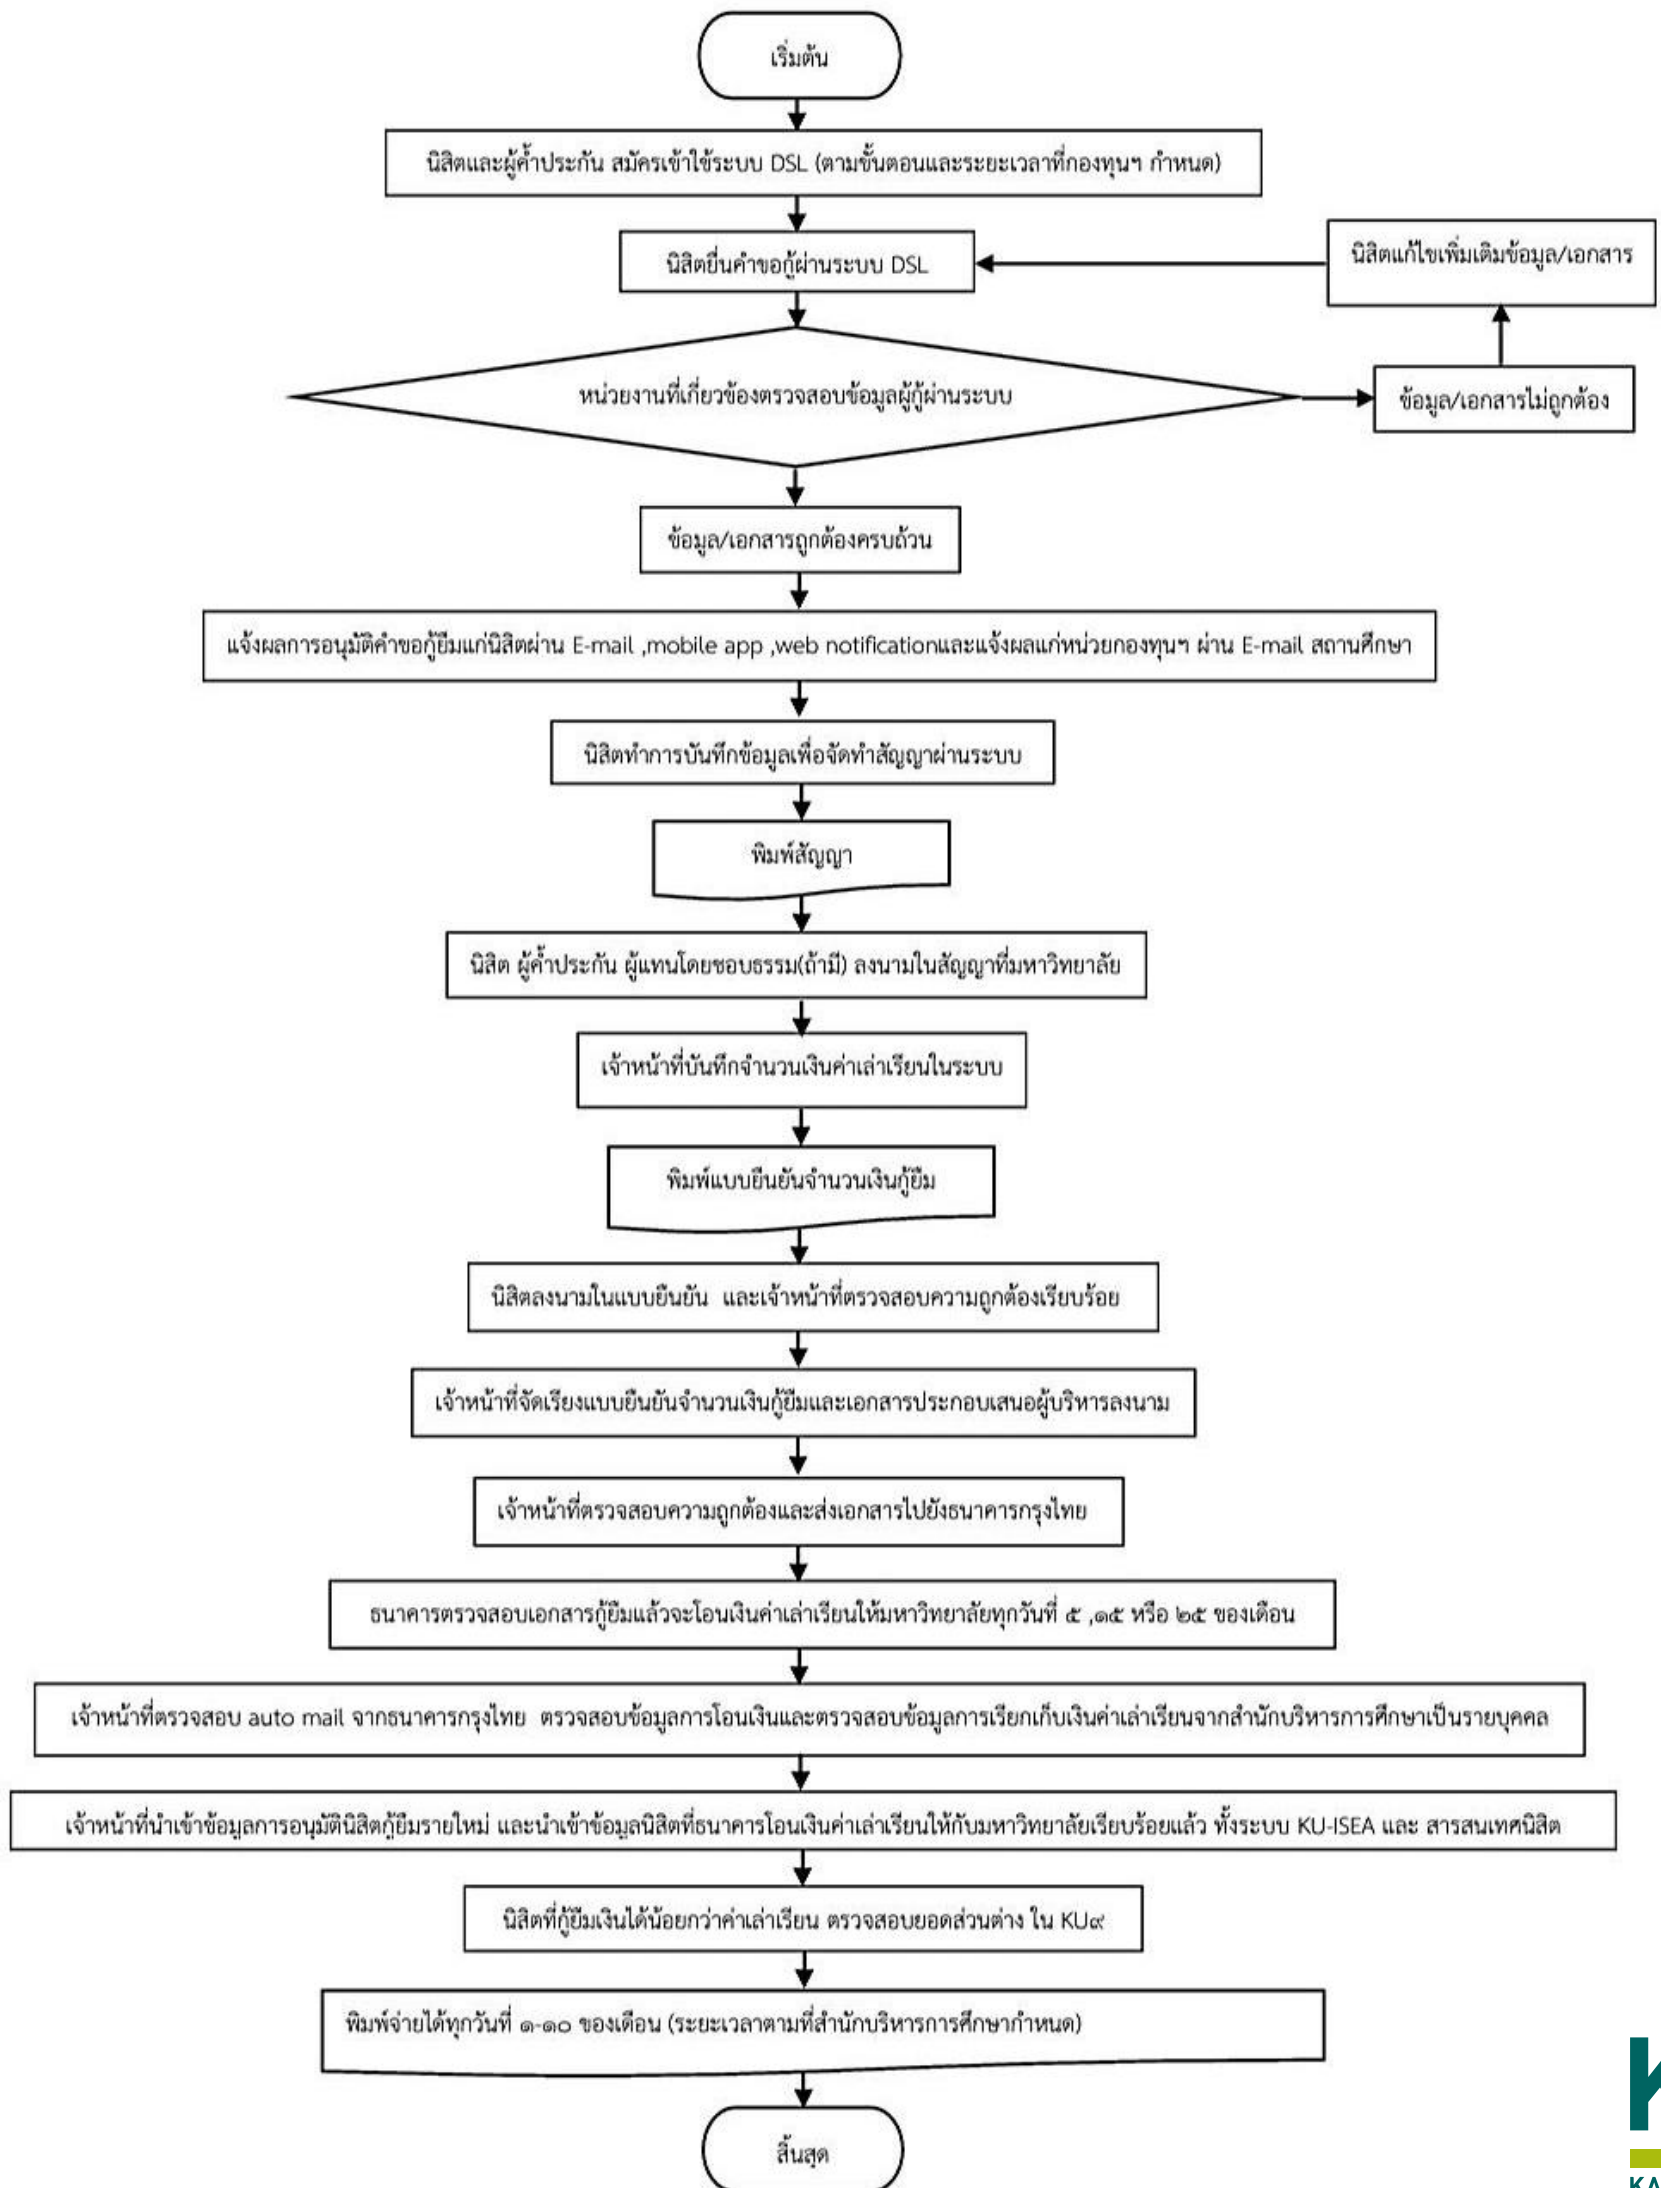 เริ่มต้น
นิสิตและผู้ค้ำประกัน สมัครเข้าใช้ระบบ DSL (ตามขั้นตอนและระยะเวลาที่กองทุนฯ กำหนด)
นิสิตยื่นคำขอกู้ผ่านระบบ DSL
นิสิตแก้ไขเพิ่มเติมข้อมูล/เอกสาร
หน่วยงานที่เกี่ยวข้องตรวจสอบข้อมูลผู้กู้ผ่านระบบ
ข้อมูล/เอกสารไม่ถูกต้อง
ข้อมูล/เอกสารถูกต้องครบถ้วน
แจ้งผลการอนุมัติคำขอกู้ยืมแก่นิสิตผ่าน E-mail ,mobile app ,web notificationและแจ้งผลแก่หน่วยกองทุนฯ ผ่าน E-mail สถานศึกษา
นิสิตทำการบันทึกข้อมูลเพื่อจัดทำสัญญาผ่านระบบ
พิมพ์สัญญา
นิสิต ผู้ค้ำประกัน ผู้แทนโดยชอบธรรม(ถ้ามี) ลงนามในสัญญาที่มหาวิทยาลัย
เจ้าหน้าที่บันทึกจำนวนเงินค่าเล่าเรียนในระบบ
พิมพ์แบบยืนยันจำนวนเงินกู้ยืม
นิสิตลงนามในแบบยืนยัน และเจ้าหน้าที่ตรวจสอบความถูกต้องเรียบร้อย
เจ้าหน้าที่จัดเรียงแบบยืนยันจำนวนเงินกู้ยืมและเอกสารประกอบเสนอผู้บริหารลงนาม
เจ้าหน้าที่ตรวจสอบความถูกต้องและส่งเอกสารไปยังธนาคารกรุงไทย
ธนาคารตรวจสอบเอกสารกู้ยืมแล้วจะโอนเงินค่าเล่าเรียนให้มหาวิทยาลัยทุกวันที่ ๕ ,๑๕ หรือ ๒๕ ของเดือน
เจ้าหน้าที่ตรวจสอบ auto mail จากธนาคารกรุงไทย ตรวจสอบข้อมูลการโอนเงินและตรวจสอบข้อมูลการเรียกเก็บเงินค่าเล่าเรียนจากสำนักบริหารการศึกษาเป็นรายบุคคล
เจ้าหน้าที่นำเข้าข้อมูลการอนุมัตินิสิตกู้ยืมรายใหม่ และนำเข้าข้อมูลนิสิตที่ธนาคารโอนเงินค่าเล่าเรียนให้กับมหาวิทยาลัยเรียบร้อยแล้ว ทั้งระบบ KU-ISEA และ สารสนเทศนิสิต
นิสิตที่กู้ยืมเงินได้น้อยกว่าค่าเล่าเรียน ตรวจสอบยอดส่วนต่าง ใน KU๙
พิมพ์จ่ายได้ทุกวันที่ ๑-๑๐ ของเดือน (ระยะเวลาตามที่สำนักบริหารการศึกษากำหนด)
สิ้นสุด